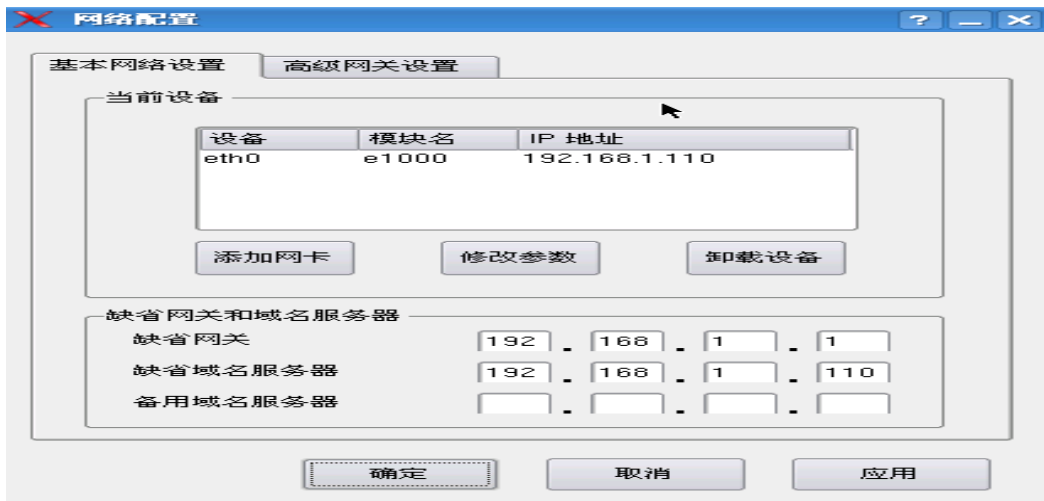 网络配置
基本网络设置 高级网关设置
当前设备
设备 模块名 IP 地址
eth0 e1000 192.168.1.110
添加网卡 修改参数 卸载设备
缺省网关和域名服务器
缺省网关 192 . 168 . 1 . 1
缺省域名服务器 192 . 168 . 1 . 110
备用域名服务器 . . .
确定 取消 应用